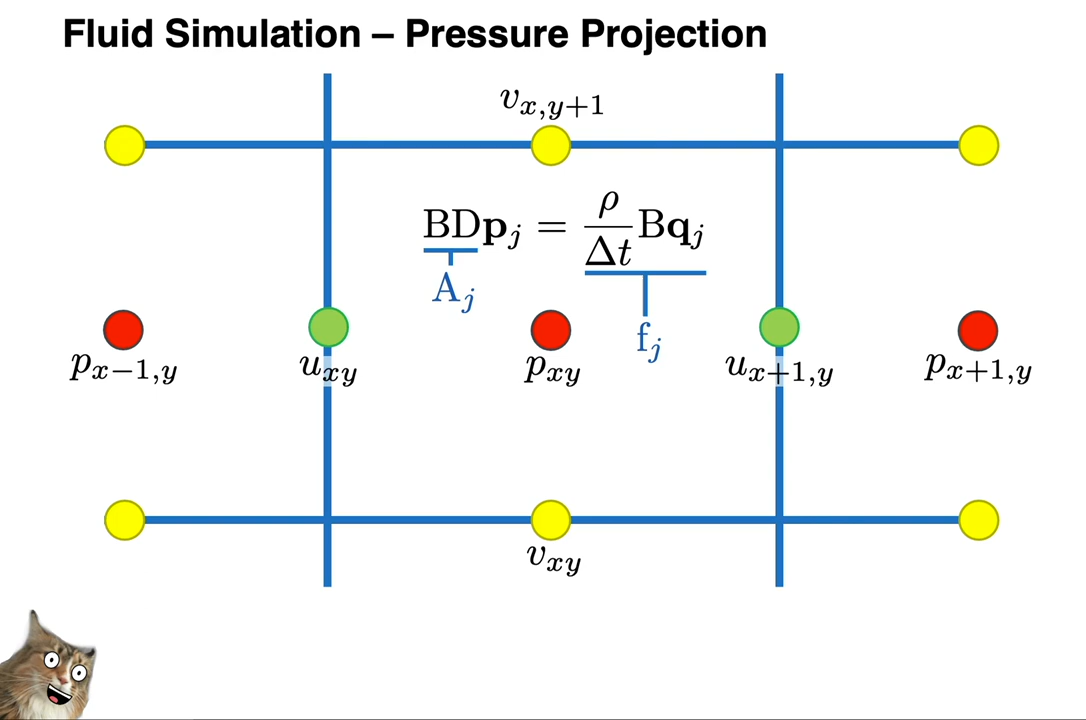 Fluid Simulation – Pressure Projection
v_{x,y+1}
BDp_j = \frac{ρ}{Δt} Bq_j
A_j
f_j
p_{x−1,y} u_{xy} p_{xy} u_{x+1,y} p_{x+1,y}
v_{xy}